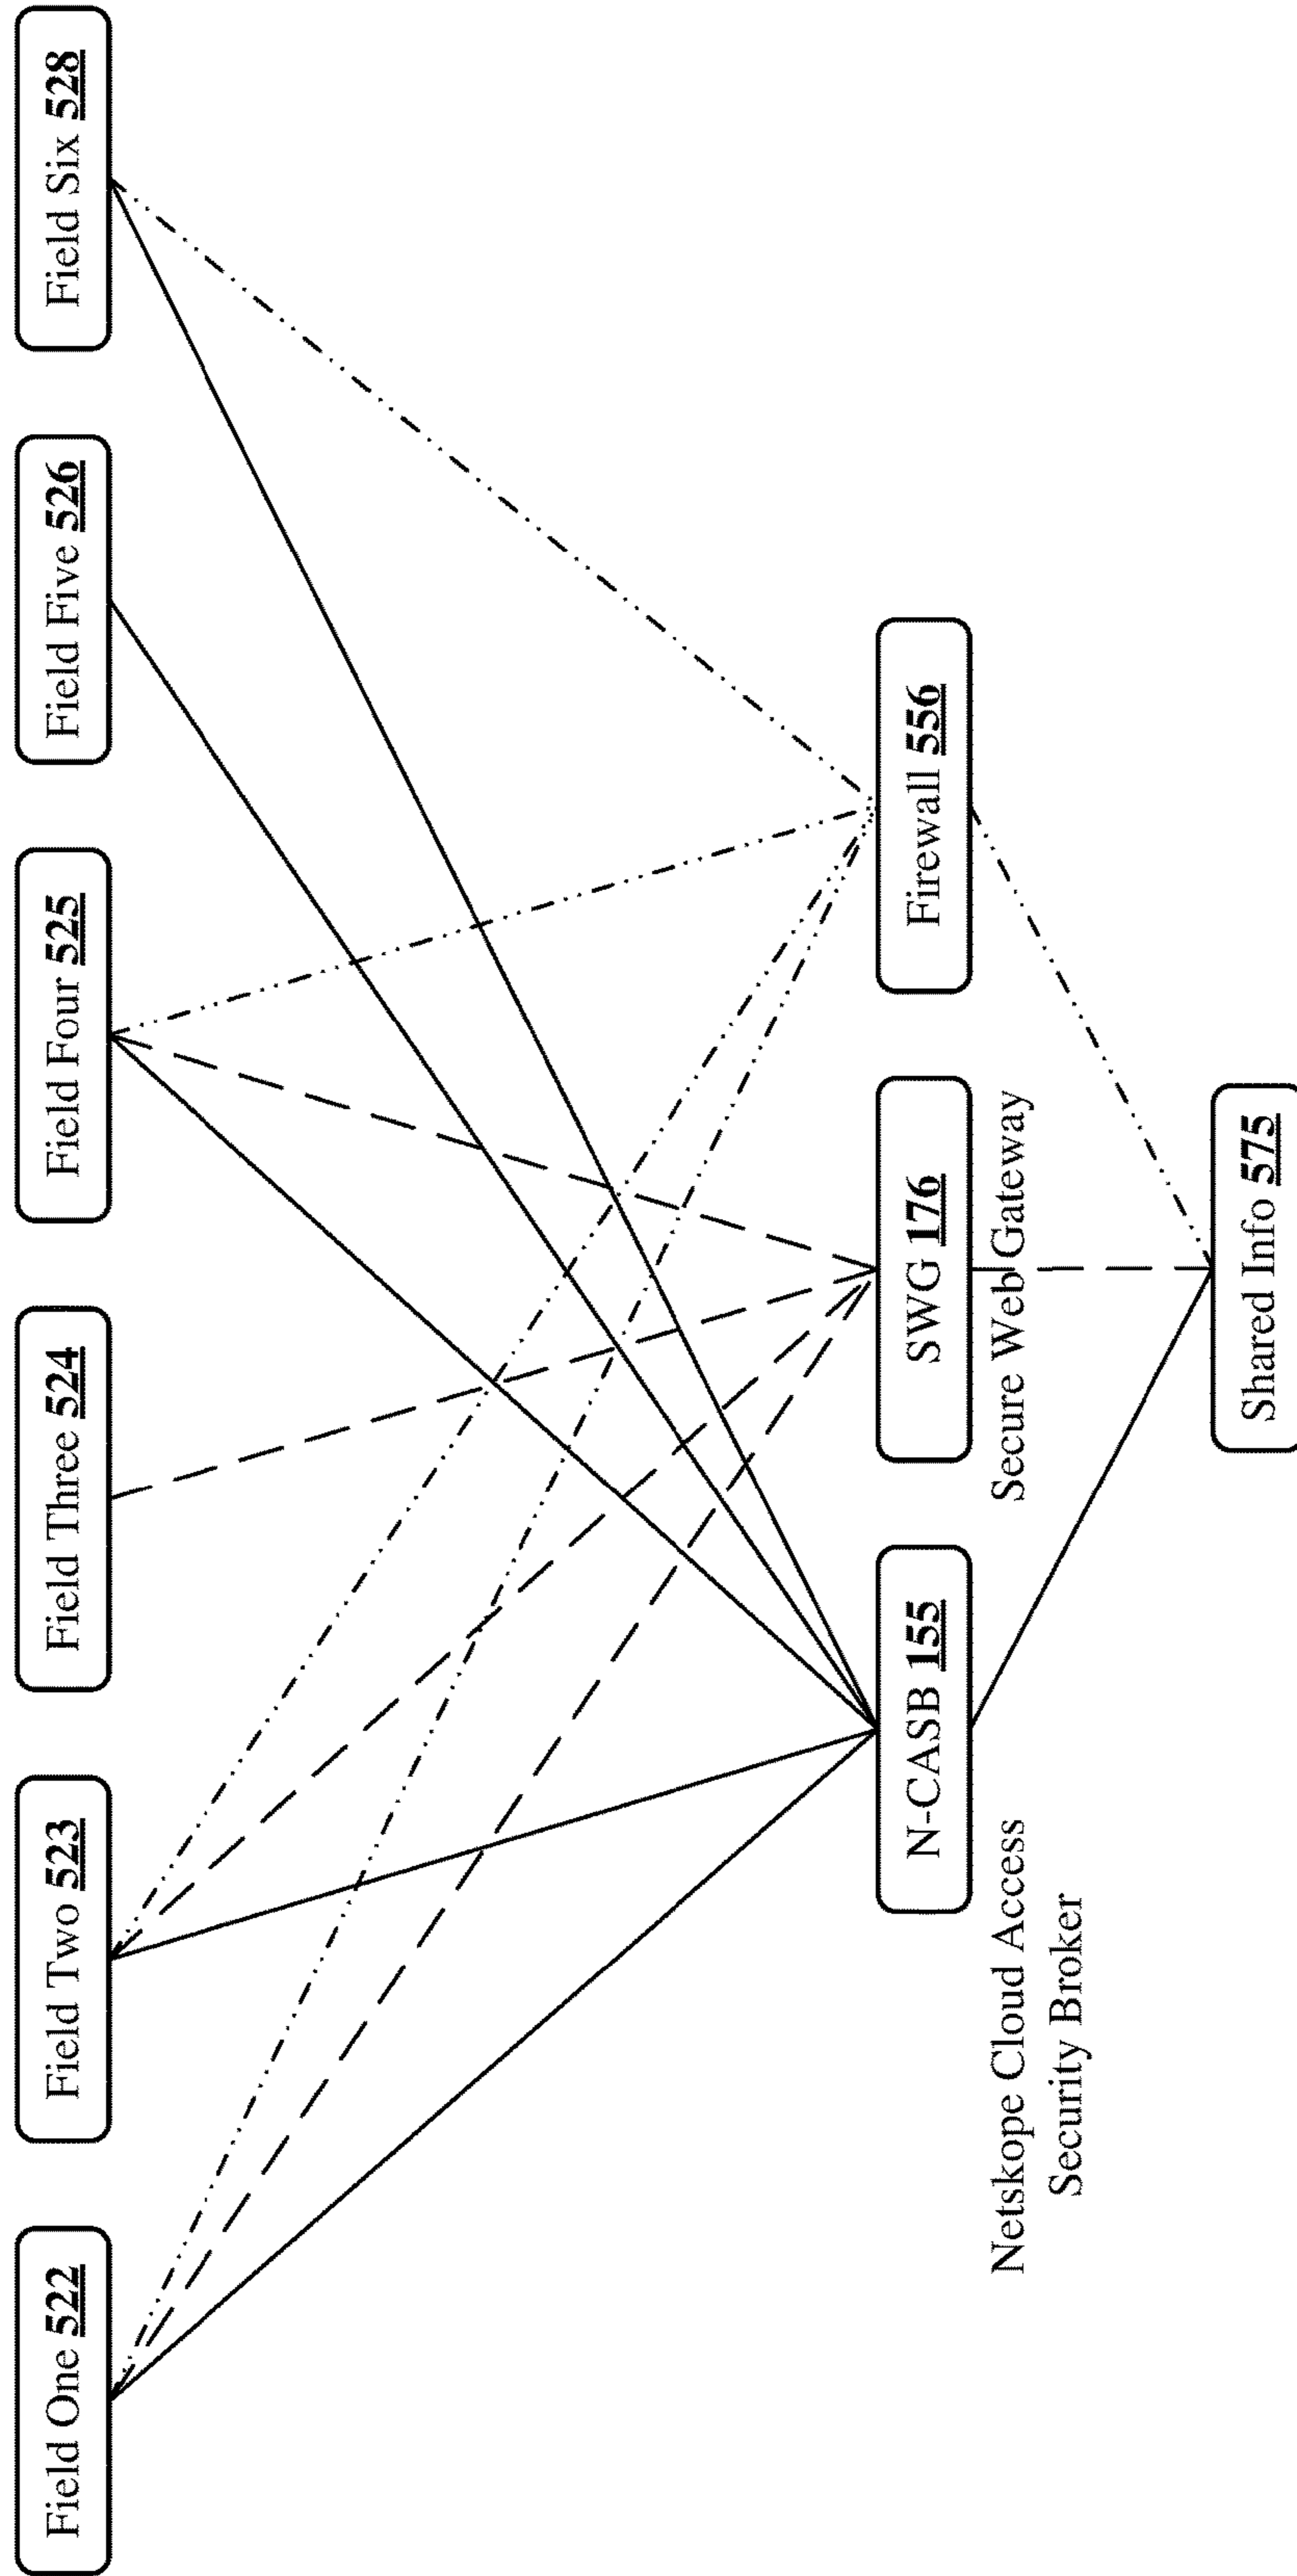 Field One 522
Field Two 523
Field Three 524
Field Four 525
Field Five 526
Field Six 528
N-CASB 155
SWG 176
Firewall 556
Netskope Cloud Access
Security Broker
Secure Web Gateway
Shared Info 575